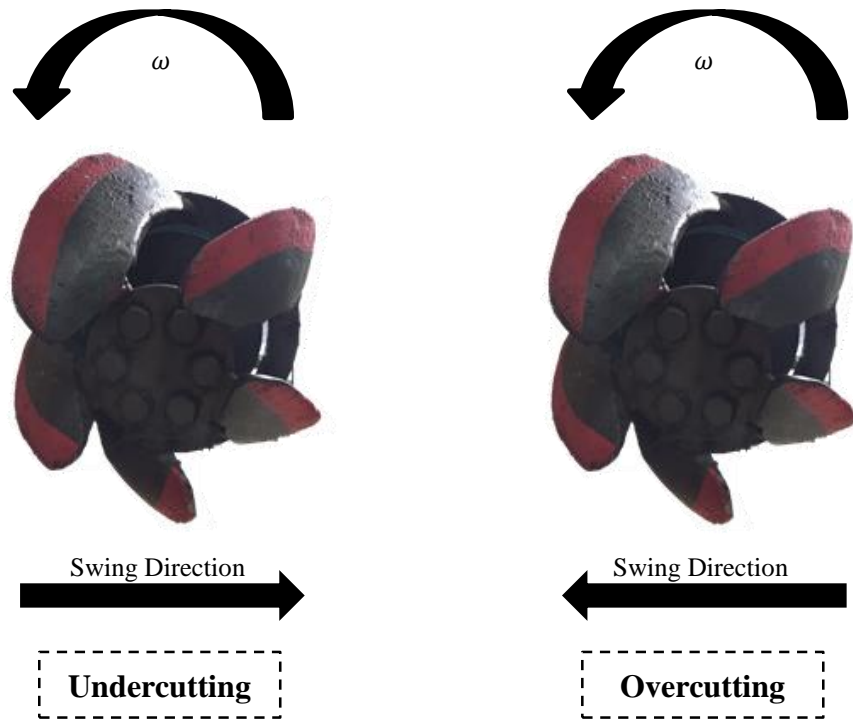 ω
ω
Swing Direction
Swing Direction
Undercutting
Overcutting